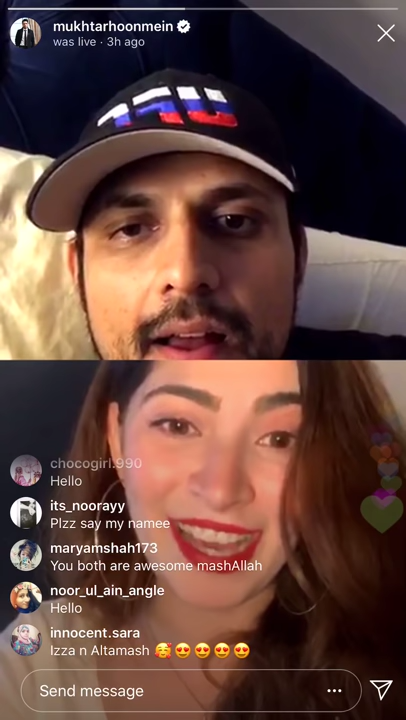 mukhtarhoonmein
was live · 3h ago
chocogirl.990
Hello
its_noorayy
Plzz say my namee
maryamshah173
You both are awesome mashAllah
noor_ul_ain_angle
Hello
innocent.sara
Izza n Altamash 🥰😍😍😍😍
Send message